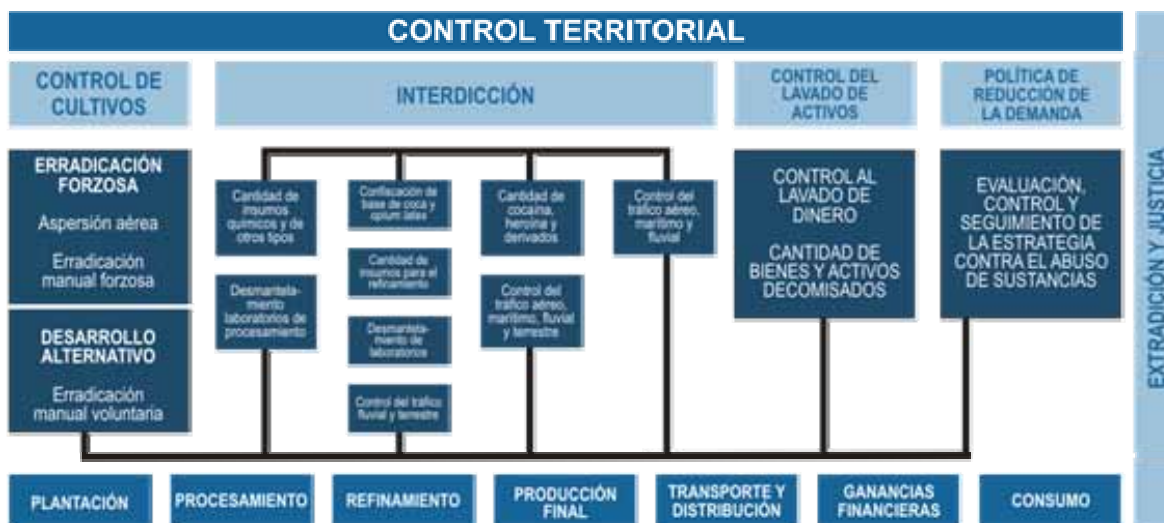 CONTROL TERRITORIAL
CONTROL DE
CULTIVOS
INTERDICCIÓN
CONTROL DEL
LAVADO DE
ACTIVOS
POLÍTICA DE
REDUCCIÓN DE
LA DEMANDA
EXTRADICIÓN Y JUSTICIA
ERRADICACIÓN
FORZOSA
Aspersión aérea
Erradicación
manual forzosa
DESARROLLO
ALTERNATIVO
Erradicación
manual voluntaria
Cantidad de
insumos
químicos y de
otros tipos
Desmantela-
miento
laboratorios de
procesamiento
Confiscación de
base de coca y
opium latex
Cantidad de
insumos para el
refinamiento
Desmantela-
miento de
laboratorios
Control del tráfico
fluvial y terrestre
Cantidad de
cocaína,
heroína y
derivados
Control del
tráfico aéreo,
marítimo, fluvial
y terrestre
Control del
tráfico aéreo,
marítimo y
fluvial
CONTROL AL
LAVADO DE
DINERO
CANTIDAD DE
BIENES Y ACTIVOS
DECOMISADOS
EVALUACIÓN,
CONTROL Y
SEGUIMIENTO DE
LA ESTRATEGIA
CONTRA EL ABUSO
DE SUSTANCIAS
PLANTACIÓN
PROCESAMIENTO
REFINAMIENTO
PRODUCCIÓN
FINAL
TRANSPORTE Y
DISTRIBUCIÓN
GANANCIAS
FINANCIERAS
CONSUMO